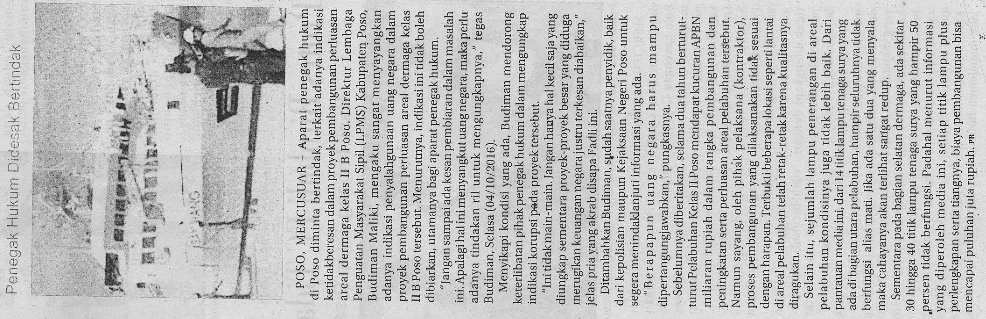 Penegak Hukum Dideak Bertindak
POSO, MERCUSUAR – Aparat penegak hukum
di Poso diminta bertindak, terkait adanya indikasi
ketidakberesan dalam proyek pembangunan perluasan
areal dermaga kelas II B Poso. Direktur Lembaga
Penguatan Masyarakat Sipil (LPMS) Kabupaten Poso,
Budiman Maliki, mengaku sangat menyayangkan
adanya indikasi penyalahgunaan uang negara dalam
proyek pembangunan perluasan areal dermaga kelas
II B Poso tersebut. Menurutnya, indikasi ini tidak boleh
dibiarkan, utamanya bagi aparat penegak hukum.
"Jangan sampai ada kesan pembiaran dalam masalah
ini. Apalagi hal ini menyangkut uang negara, maka perlu
adanya tindakan riil untuk mengungkapnya," tegas
Budiman, Selasa (04/10/2016).
Menyikapi kondisi yang ada, Budiman mendorong
keterlibatan pihak penegak hukum dalam mengungkap
indikasi korupsi pada proyek tersebut.
"Ini tidak main-main. Jangan hanya hal kecil saja yang
diungkap sementara proyek-proyek besar yang diduga
merugikan keuangan negara justru terkesan diabaikan,"
jelas pria yang akrab disapa Fadli ini.
Ditambahkan Budiman, sudah saatnya penyidik, baik
dari kepolisian maupun Kejaksaan Negeri Poso untuk
segera menindaklanjuti informasi yang ada.
"Berapapun uang negara harus mampu
dipertangungjawabkan," pungkasnya.
Sebelumnya diberitakan, selama dua tahun berturut-
turut Pelabuhan Kelas II Poso mendapat kucuran APBN
miliaran rupiah dalam rangka pembangunan dan
peningkatan serta perluasan areal pelabuhan tersebut.
Namun sayang, oleh pihak pelaksana (kontraktor),
proses pembangunan yang dilaksanakan tidak sesuai
dengan harapun. Terbukti beberapa lokasi seperti lantai
di areal pelabuhan telah retak-retak karena kualitasnya
diragukan.
Selain itu, sejumlah lampu penerangan di areal
pelabuhan kondisinya juga tidak lebih baik. Dari
pantauan media ini, dari 14 titik lampu tenaga surya yang
ada di bagian utara pelabuhan, hampir seluruhnya tidak
berfungsi alias mati. Jika ada satu dua yang menyala
maka cahayanya akan terlihat sangat redup.
Sementara pada bagian selatan dermaga, ada sekitar
30 hingga 40 titik lampu tenaga surya yang hampir 50
persen tidak berfungsi. Padahal menurut informasi
yang diperoleh media ini, setiap titik lampu plus
perlengkapan serta tiangnya, biaya pembangunan bisa
mencapai puluhan juta rupiah.